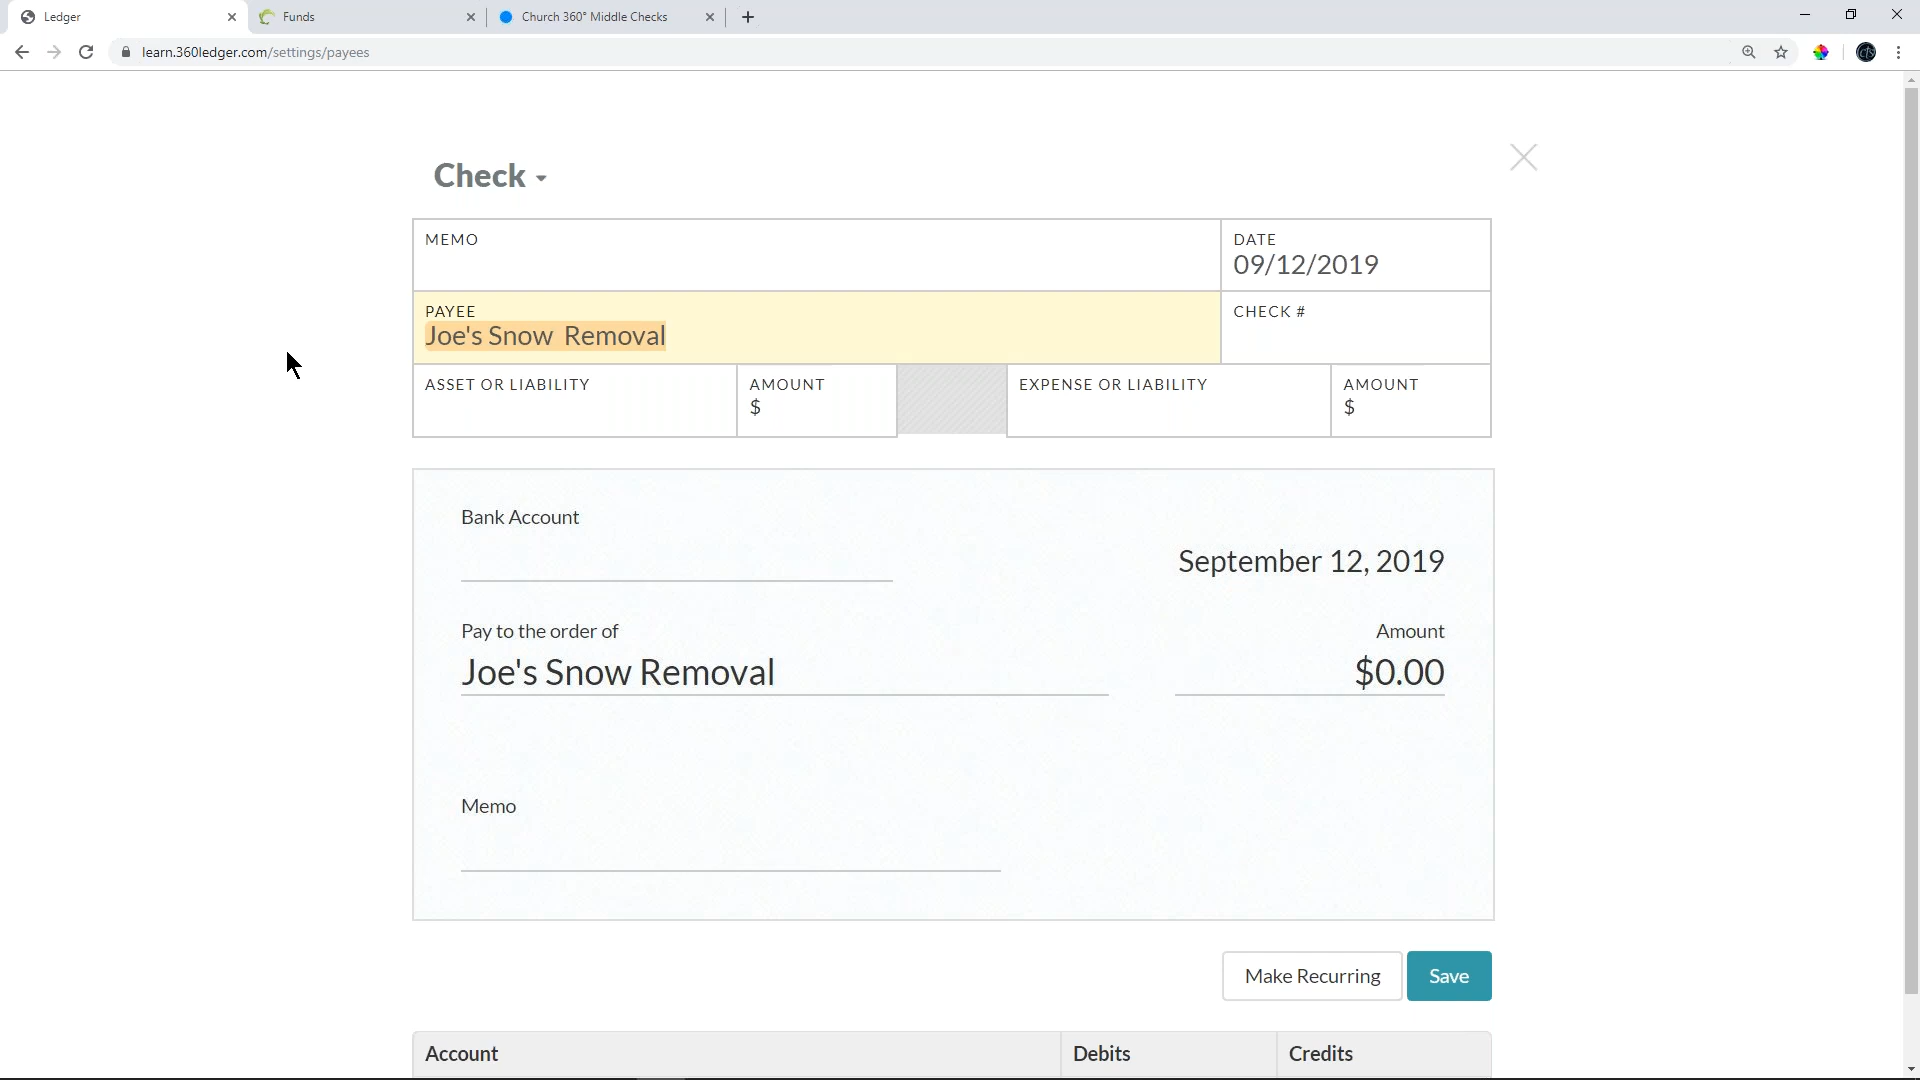 Ledger
Funds
Church 360° Middle Checks
learn.360ledger.com/settings/payees
Check
MEMO
DATE
09/12/2019
PAYEE
Joe's Snow  Removal
CHECK #
ASSET OR LIABILITY
AMOUNT
$
EXPENSE OR LIABILITY
AMOUNT
$
Bank Account
September 12, 2019
Pay to the order of
Amount
Joe's Snow Removal
$0.00
Memo
Make Recurring
Save
Account
Debits
Credits